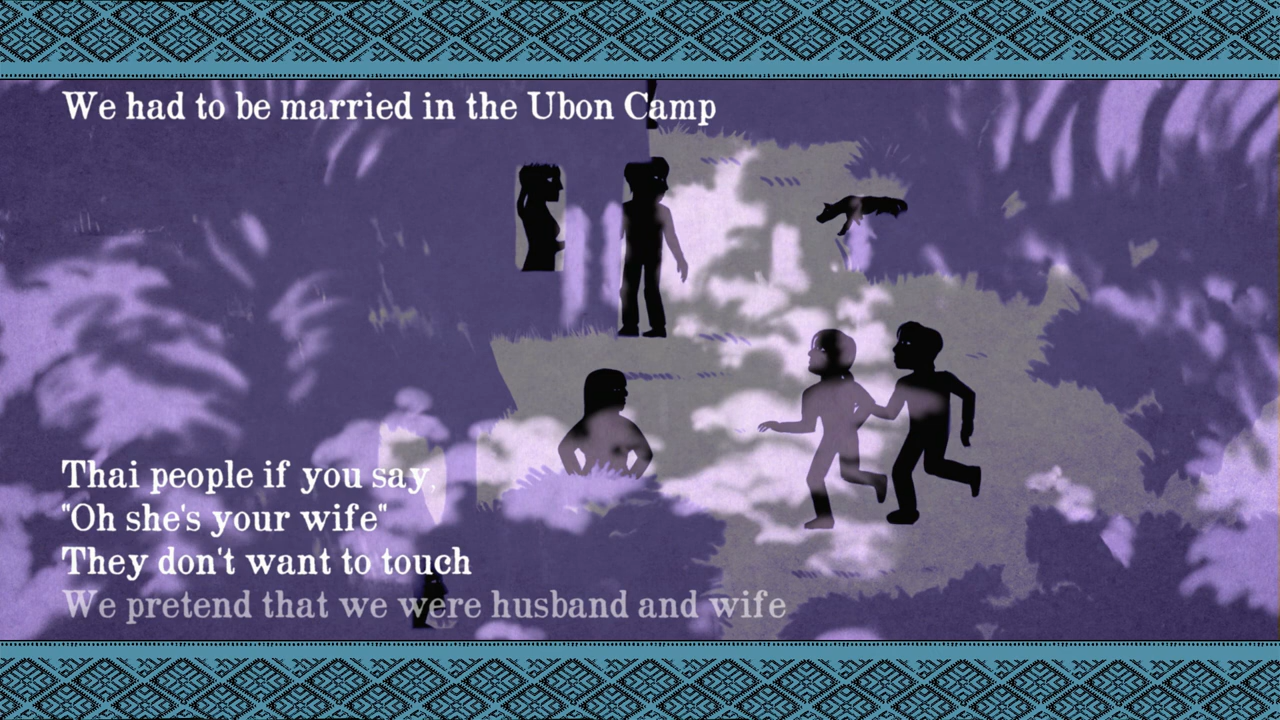 We had to be married in the Ubon Camp
Thai people if you say,
"Oh she's your wife"
They don't want to touch
We pretend that we were husband and wife